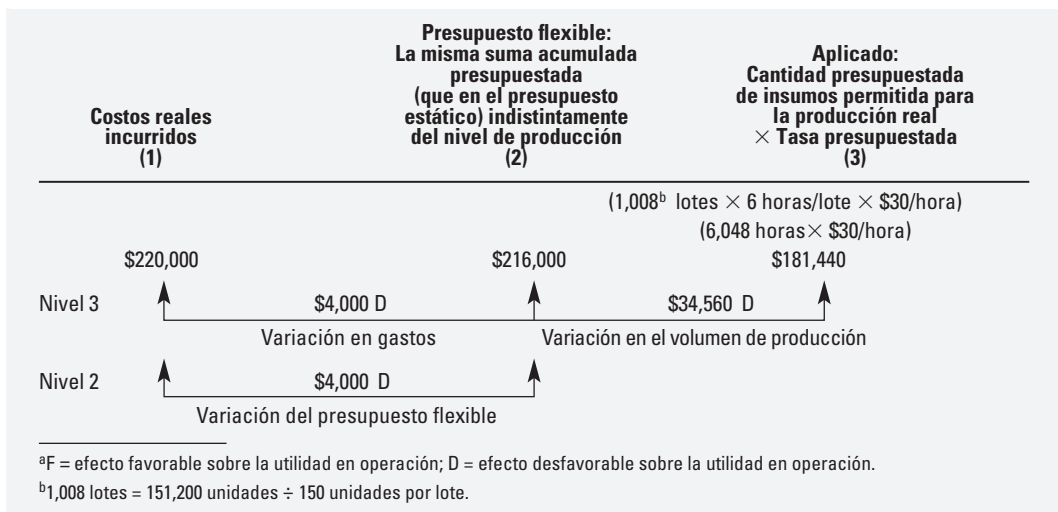 Costos reales
incurridos
(1)
Presupuesto flexible:
La misma suma acumulada
presupuestada
(que en el presupuesto
estático) indistintamente
del nivel de producción
(2)
Aplicado:
Cantidad presupuestada
de insumos permitida para
la producción real
× Tasa presupuestada
(3)
(1,008ᵇ lotes × 6 horas/lote × $30/hora)
(6,048 horas× $30/hora)
$220,000 $216,000 $181,440
Nivel 3 $4,000 D $34,560 D
Variación en gastos Variación en el volumen de producción
Nivel 2 $4,000 D
Variación del presupuesto flexible
ᵃF = efecto favorable sobre la utilidad en operación; D = efecto desfavorable sobre la utilidad en operación.
ᵇ1,008 lotes = 151,200 unidades ÷ 150 unidades por lote.